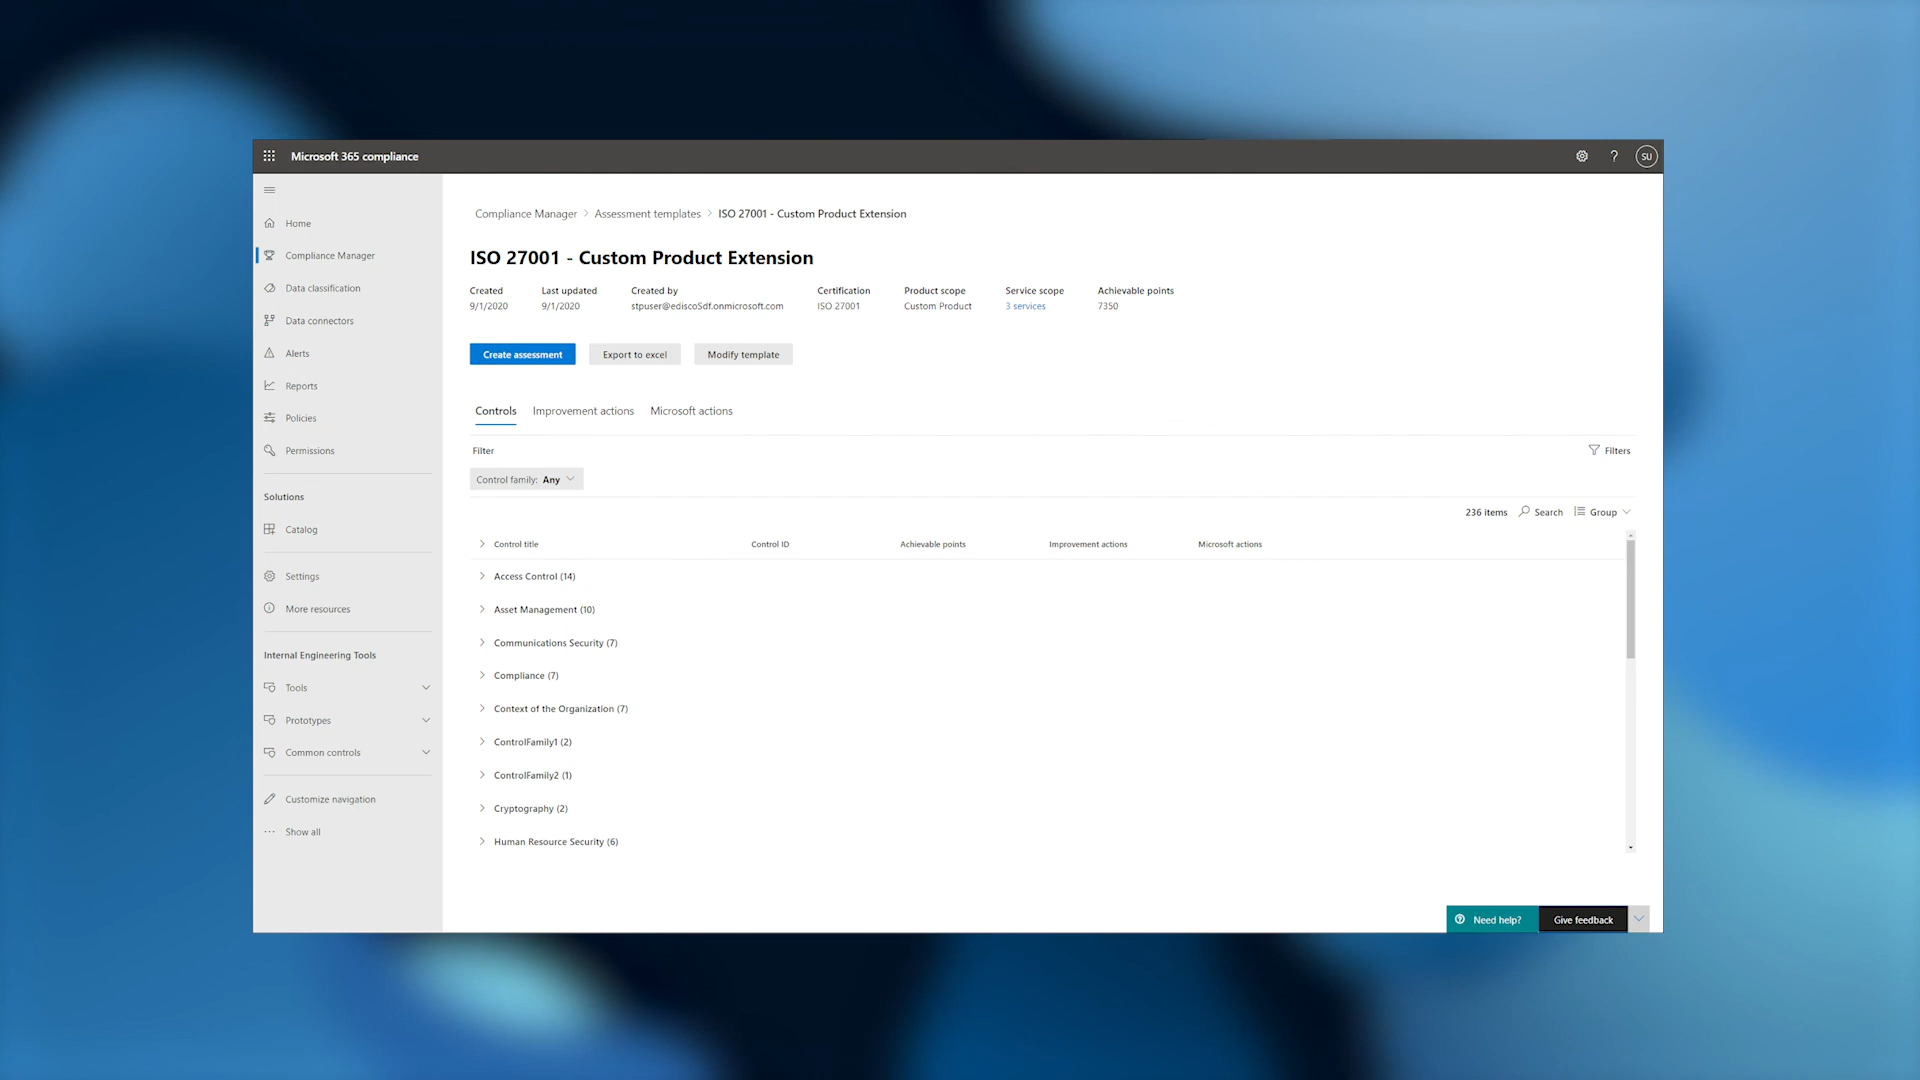 Microsoft 365 compliance
?
SU
Home
Compliance Manager
Data classification
Data connectors
Alerts
Reports
Policies
Permissions
Solutions
Catalog
Settings
More resources
Internal Engineering Tools
Tools
Prototypes
Common controls
Customize navigation
Show all
Compliance Manager > Assessment templates > ISO 27001 - Custom Product Extension
ISO 27001 - Custom Product Extension
Created Last updated Created by Certification Product scope Service scope Achievable points
9/1/2020 9/1/2020 stpuser@ediscoSdf.onmicrosoft.com ISO 27001 Custom Product 3 services 7350
Create assessment Export to excel Modify template
Controls Improvement actions Microsoft actions
Filter Filters
Control family: Any
236 items Search Group
Control title Control ID Achievable points Improvement actions Microsoft actions
Access Control (14)
Asset Management (10)
Communications Security (7)
Compliance (7)
Context of the Organization (7)
ControlFamily1 (2)
ControlFamily2 (1)
Cryptography (2)
Human Resource Security (6)
Need help? Give feedback